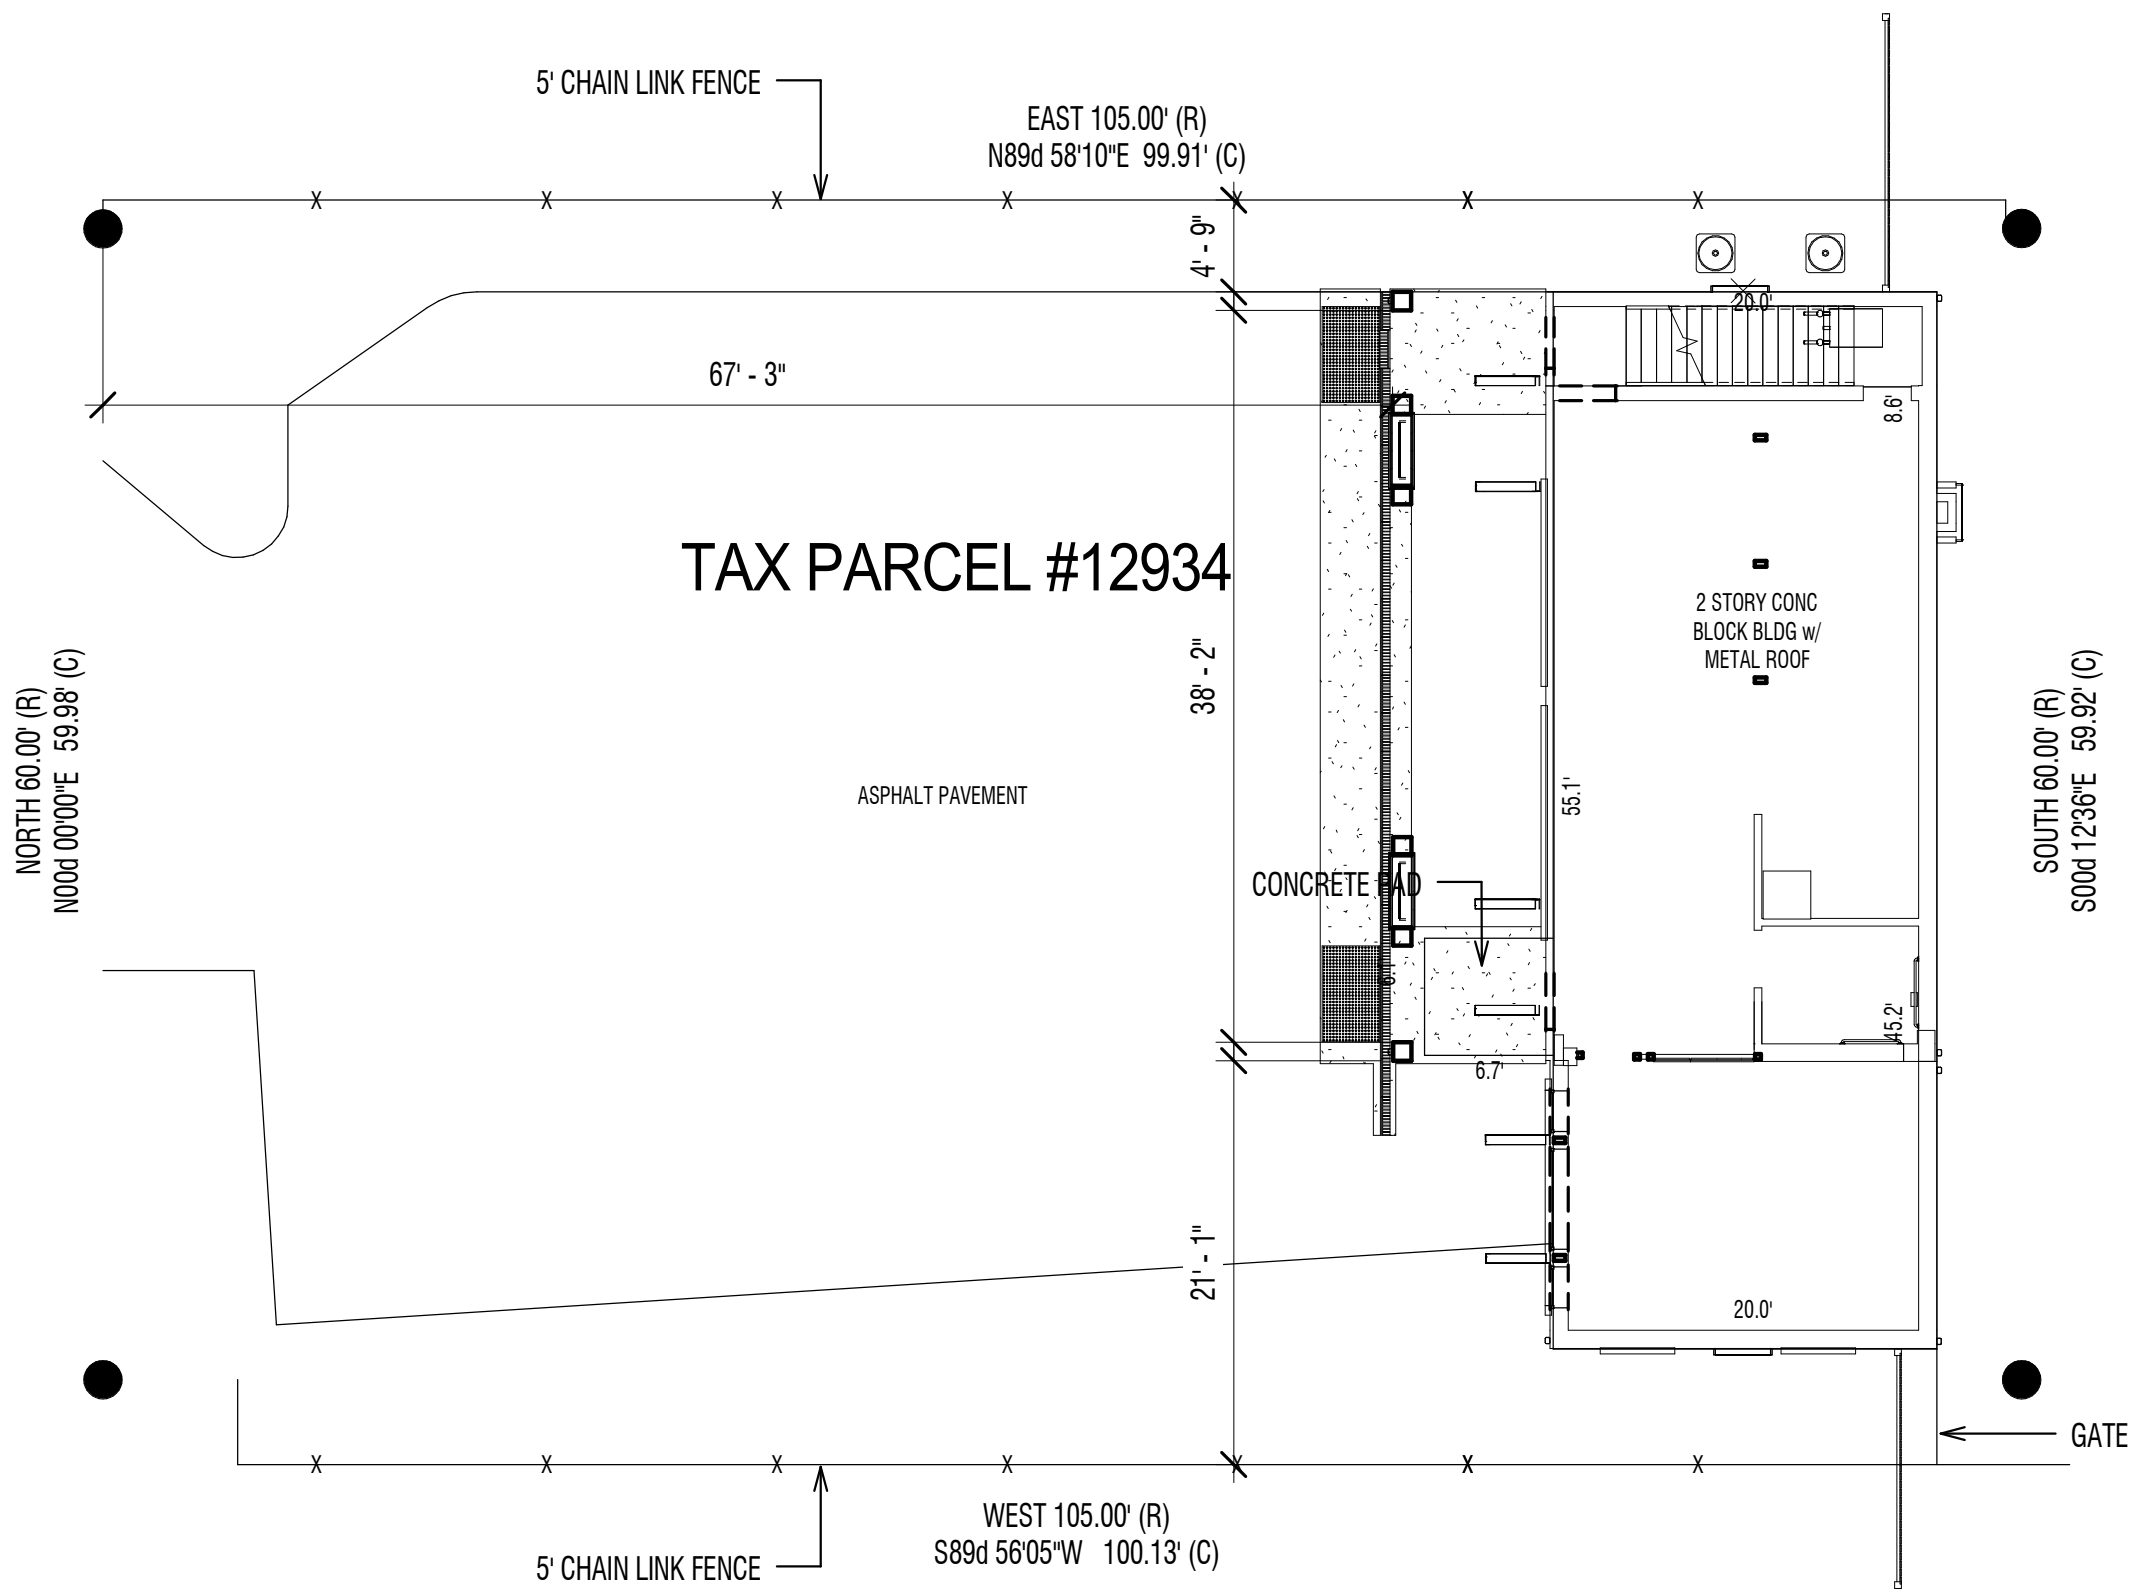 5' CHAIN LINK FENCE
EAST 105.00' (R)
N89d 58'10"E 99.91' (C)
X X X X X X X
4' - 9"
20.0'
67' - 3"
8.6'
TAX PARCEL #12934
2 STORY CONC
BLOCK BLDG w/
METAL ROOF
38' - 2"
NORTH 60.00' (R)
N00d 00'00"E 59.98' (C)
SOUTH 60.00' (R)
S00d 12'36"E 59.92' (C)
ASPHALT PAVEMENT
55.1'
CONCRETE PAD
45.2'
6.7'
21' - 1"
20.0'
GATE
X X X X X X X
WEST 105.00' (R)
S89d 56'05"W 100.13' (C)
5' CHAIN LINK FENCE